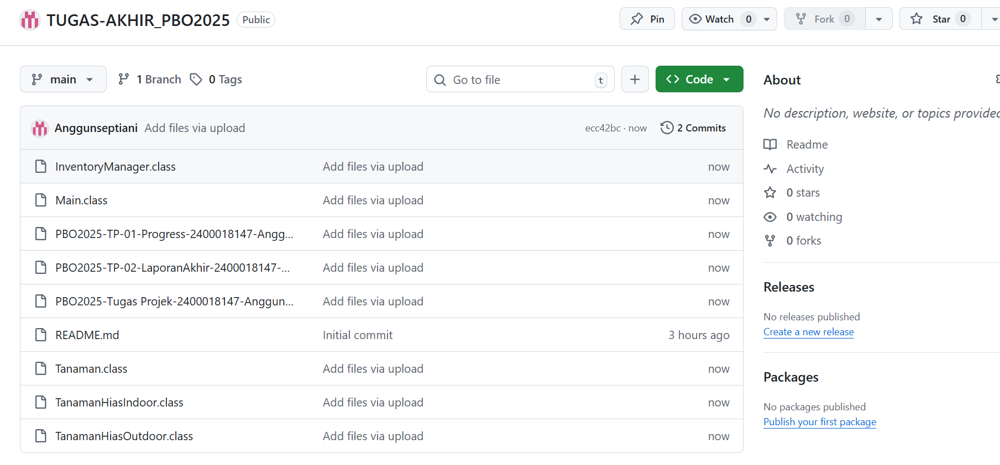 TUGAS-AKHIR_PBO2025 Public Pin Watch 0 Fork 0 Star 0
main 1 Branch 0 Tags Go to file t Code
Anggunseptiani Add files via upload ecc42bc · now 2 Commits
InventoryManager.class Add files via upload now
Main.class Add files via upload now
PBO2025-TP-01-Progress-2400018147-Angg... Add files via upload now
PBO2025-TP-02-LaporanAkhir-2400018147-... Add files via upload now
PBO2025-Tugas Projek-2400018147-Anggun... Add files via upload now
README.md Initial commit 3 hours ago
Tanaman.class Add files via upload now
TanamanHiasIndoor.class Add files via upload now
TanamanHiasOutdoor.class Add files via upload now
About
No description, website, or topics provided
Readme
Activity
0 stars
0 watching
0 forks
Releases
No releases published
Create a new release
Packages
No packages published
Publish your first package